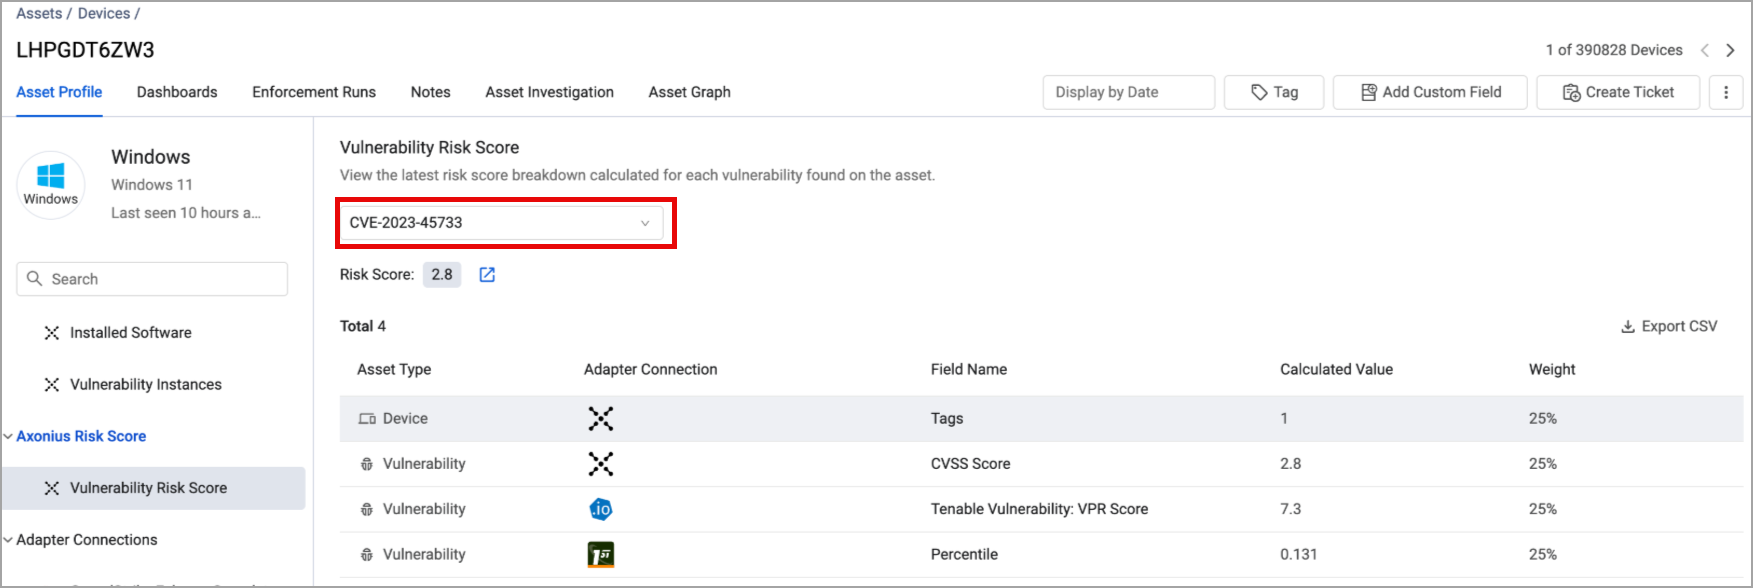 Assets / Devices /
LHPGDT6ZW3
1 of 390828 Devices
Asset Profile Dashboards Enforcement Runs Notes Asset Investigation Asset Graph
Display by Date Tag Add Custom Field Create Ticket
Windows
Windows
Windows 11
Last seen 10 hours a...
Search
Installed Software
Vulnerability Instances
Axonius Risk Score
Vulnerability Risk Score
Adapter Connections
Vulnerability Risk Score
View the latest risk score breakdown calculated for each vulnerability found on the asset.
CVE-2023-45733
Risk Score: 2.8
Total 4
Export CSV
Asset Type Adapter Connection Field Name Calculated Value Weight
Device Tags 1 25%
Vulnerability CVSS Score 2.8 25%
Vulnerability .io Tenable Vulnerability: VPR Score 7.3 25%
Vulnerability 1ST Percentile 0.131 25%